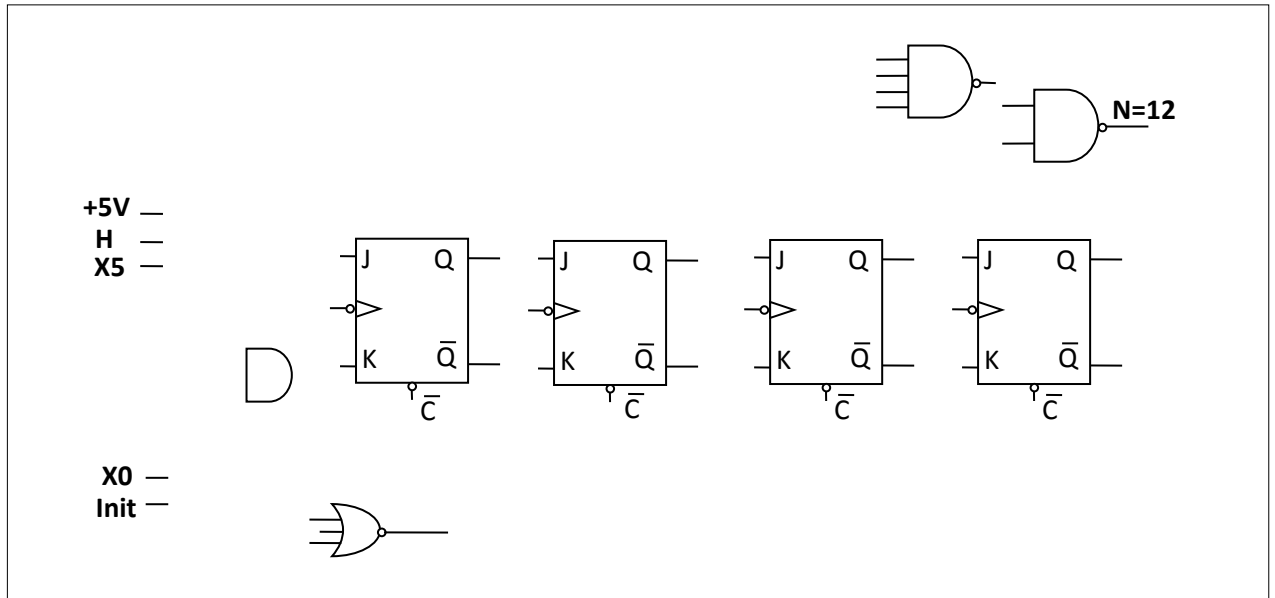 N=12
+5V
H
X5
J Q J Q J Q J Q
K Q̅ K Q̅ K Q̅ K Q̅
C̅ C̅ C̅ C̅
X0
Init